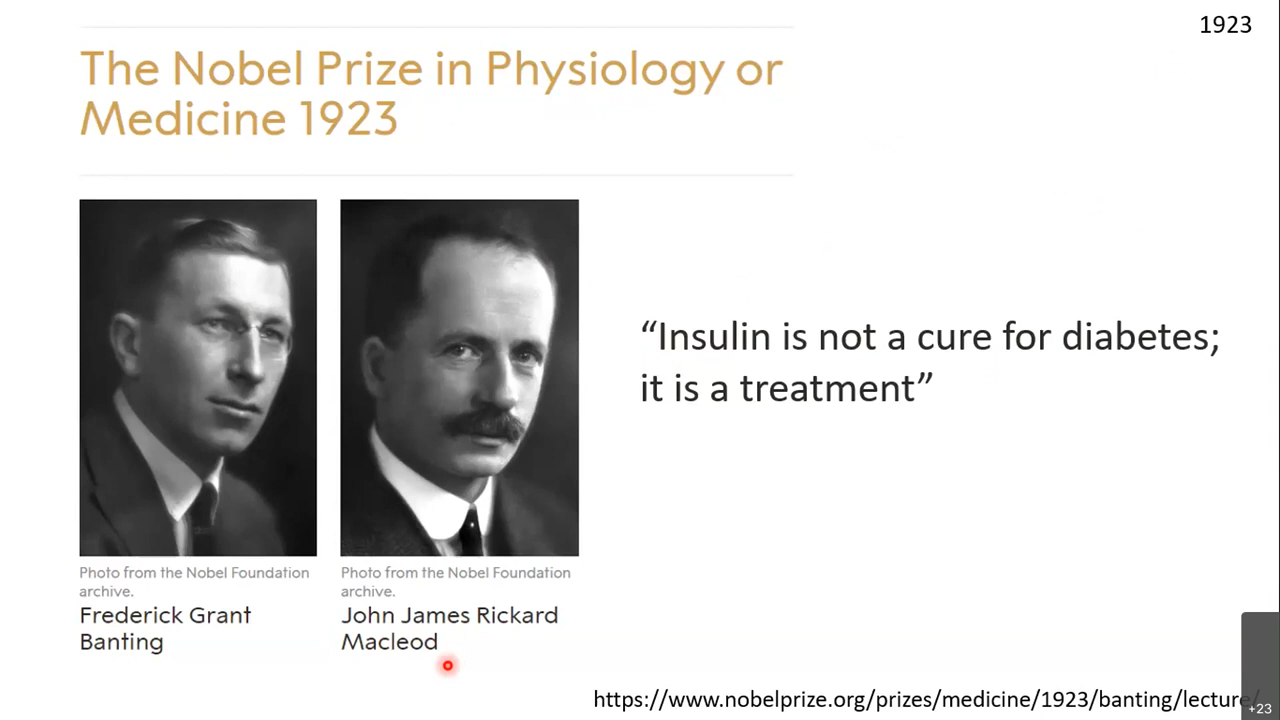 1923
The Nobel Prize in Physiology or
Medicine 1923
“Insulin is not a cure for diabetes;
it is a treatment”
Photo from the Nobel Foundation
archive.
Frederick Grant
Banting
Photo from the Nobel Foundation
archive.
John James Rickard
Macleod
https://www.nobelprize.org/prizes/medicine/1923/banting/lecture/
+23